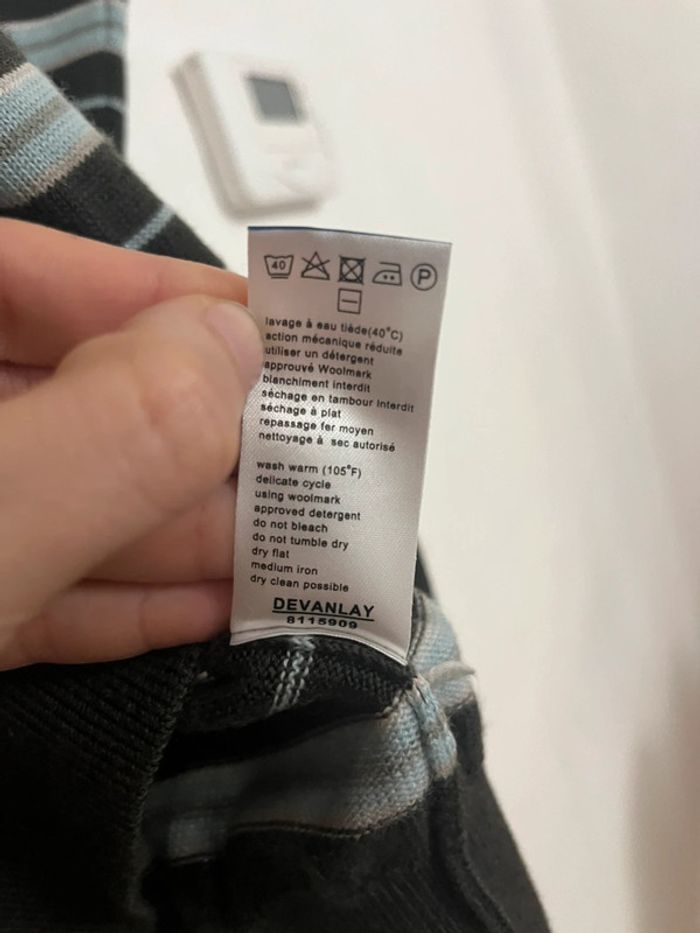 40
P
lavage à eau tiède(40°C)
action mécanique réduite
utiliser un détergent
approuvé Woolmark
blanchiment interdit
séchage en tambour interdit
séchage à plat
repassage fer moyen
nettoyage à sec autorisé
wash warm (105°F)
delicate cycle
using woolmark
approved detergent
do not bleach
do not tumble dry
dry flat
medium iron
dry clean possible
DEVANLAY
8115909